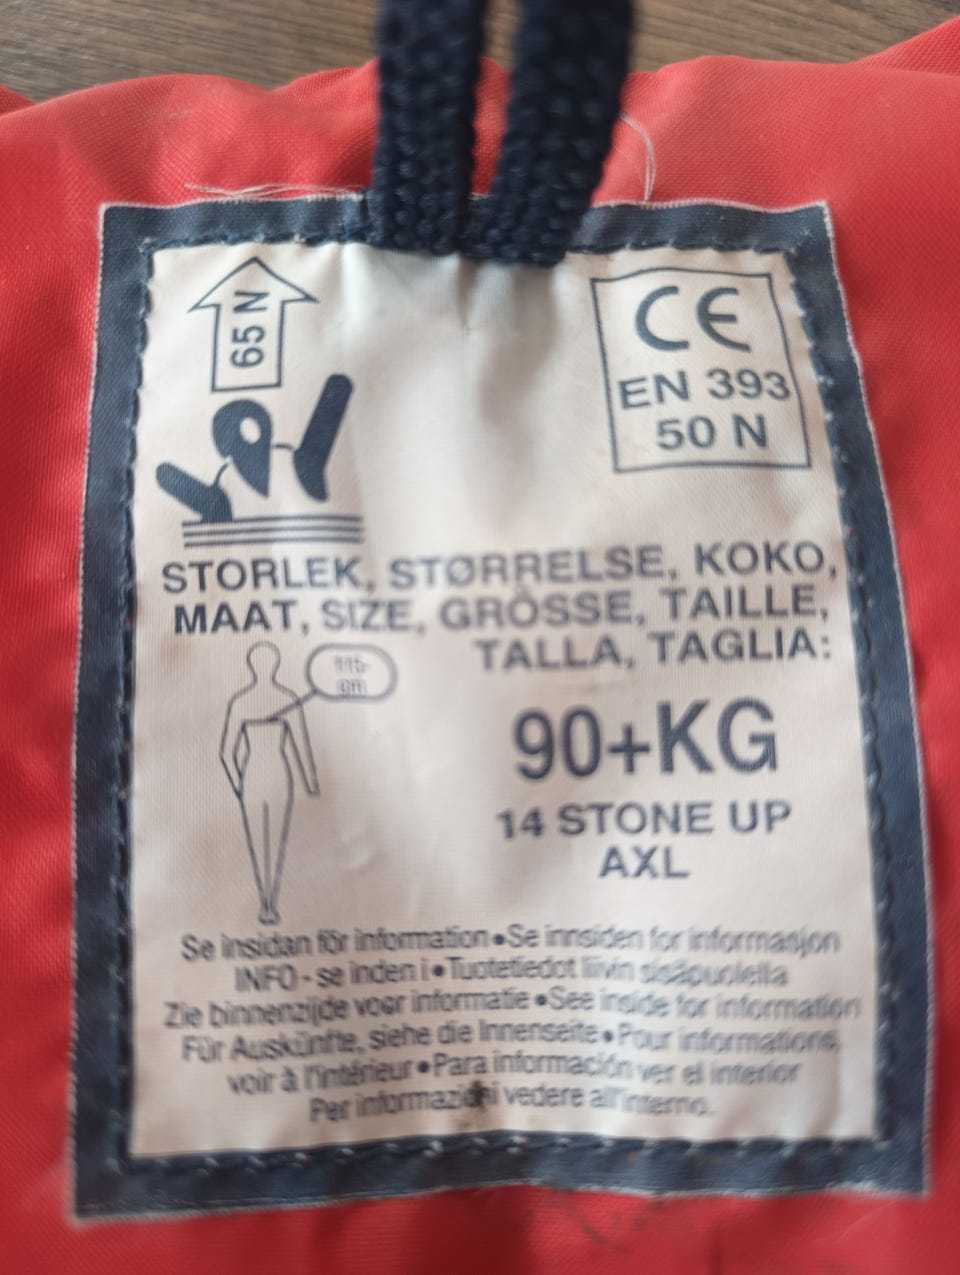 65 N
CE
EN 393
50 N
STORLEK, STØRRELSE, KOKO,
MAAT, SIZE, GRÖSSE, TAILLE,
TALLA, TAGLIA:
115-
cm
90+KG
14 STONE UP
AXL
Se insidan för information•Se innsiden for informasjon
INFO - se inden i•Tuotetiedot liivin sisäpuolella
Zie binnenzijde voor informatie•See inside for information
Für Auskünfte, siehe die Innenseite•Pour informations,
voir à l'intérieur•Para información ver el interior
Per informazioni vedere all'interno.